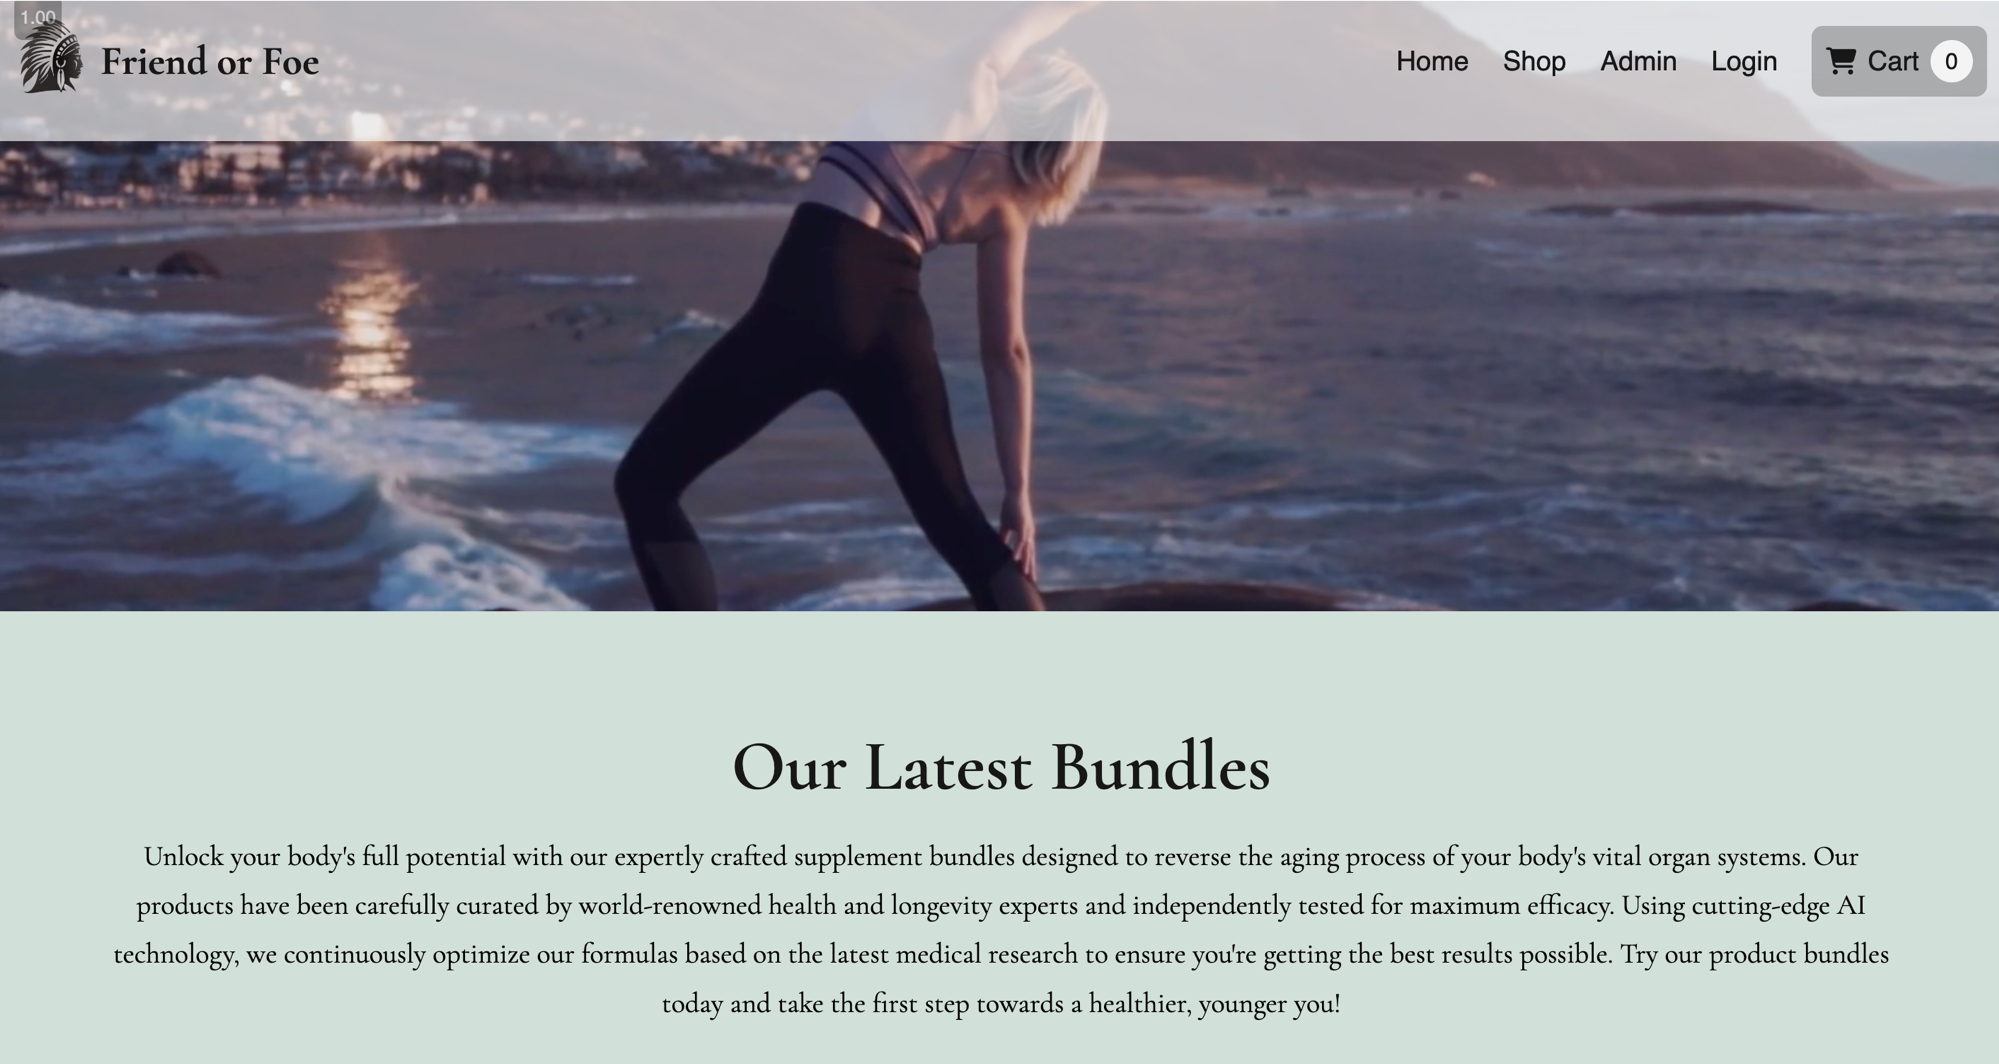 1.00
Friend or Foe
Home Shop Admin Login Cart 0
Our Latest Bundles
Unlock your body's full potential with our expertly crafted supplement bundles designed to reverse the aging process of your body's vital organ systems. Our
products have been carefully curated by world-renowned health and longevity experts and independently tested for maximum efficacy. Using cutting-edge AI
technology, we continuously optimize our formulas based on the latest medical research to ensure you're getting the best results possible. Try our product bundles
today and take the first step towards a healthier, younger you!